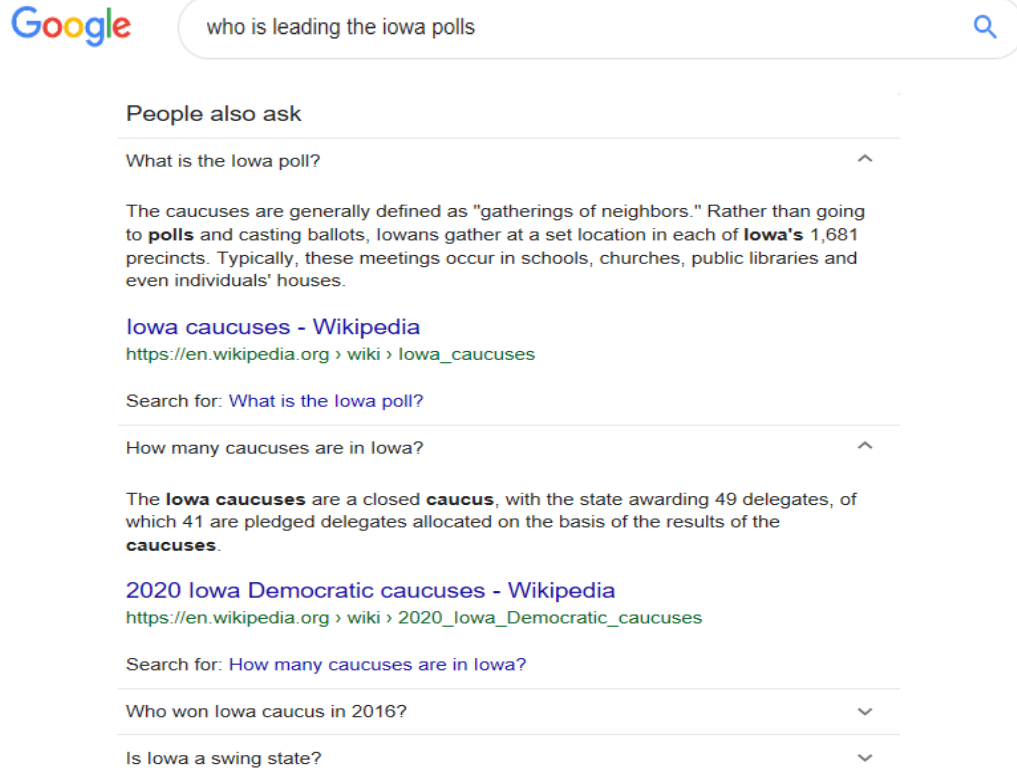 Google
who is leading the iowa polls
People also ask
What is the Iowa poll?
The caucuses are generally defined as "gatherings of neighbors." Rather than going
to polls and casting ballots, Iowans gather at a set location in each of Iowa's 1,681
precincts. Typically, these meetings occur in schools, churches, public libraries and
even individuals' houses.
Iowa caucuses - Wikipedia
https://en.wikipedia.org › wiki › Iowa_caucuses
Search for: What is the Iowa poll?
How many caucuses are in Iowa?
The Iowa caucuses are a closed caucus, with the state awarding 49 delegates, of
which 41 are pledged delegates allocated on the basis of the results of the
caucuses.
2020 Iowa Democratic caucuses - Wikipedia
https://en.wikipedia.org › wiki › 2020_Iowa_Democratic_caucuses
Search for: How many caucuses are in Iowa?
Who won Iowa caucus in 2016?
Is Iowa a swing state?